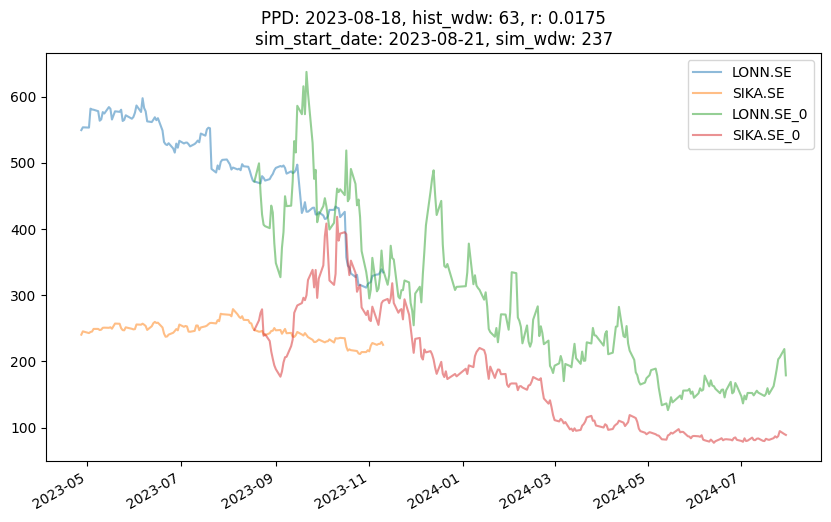 PPD: 2023-08-18, hist_wdw: 63, r: 0.0175
sim_start_date: 2023-08-21, sim_wdw: 237
LONN.SE
SIKA.SE
LONN.SE_0
SIKA.SE_0
600
500
400
300
200
100
2023-05
2023-07
2023-09
2023-11
2024-01
2024-03
2024-05
2024-07